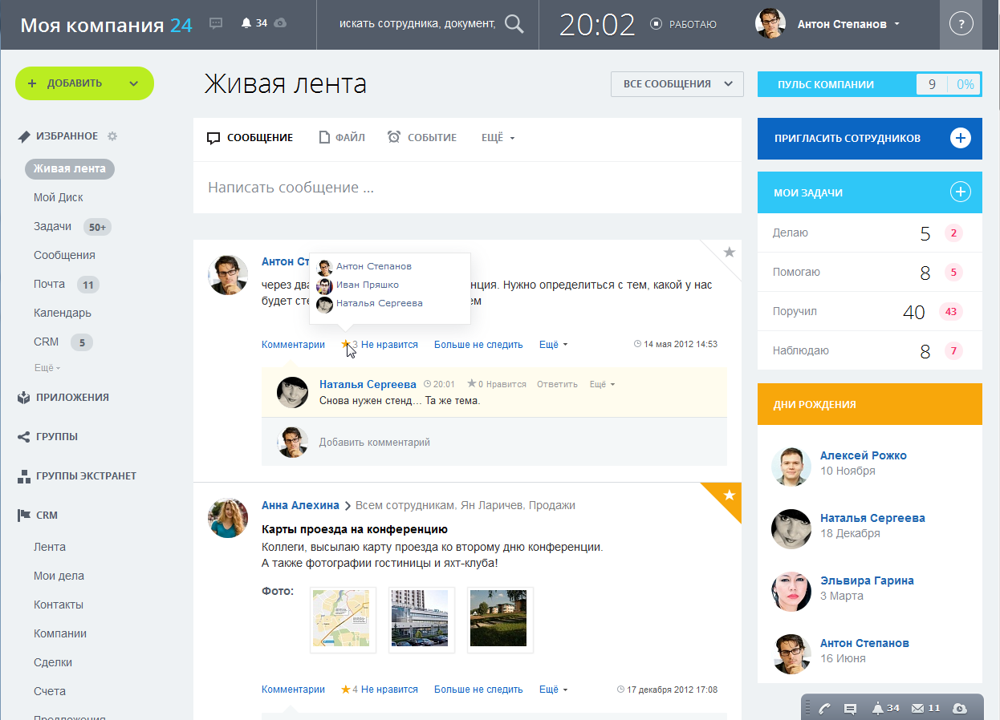 Моя компания 24
34
искать сотрудника, документ,
20:02
РАБОТАЮ
Антон Степанов
?
+ ДОБАВИТЬ
ИЗБРАННОЕ
Живая лента
Мой Диск
Задачи 50+
Сообщения
Почта 11
Календарь
CRM 5
Ещё
ПРИЛОЖЕНИЯ
ГРУППЫ
ГРУППЫ ЭКСТРАНЕТ
CRM
Лента
Мои дела
Контакты
Компании
Сделки
Счета
Предложения
Живая лента
ВСЕ СООБЩЕНИЯ
СООБЩЕНИЕ ФАЙЛ СОБЫТИЕ ЕЩЁ
Написать сообщение ...
Антон Ст
Антон Степанов
Иван Пряшко
Наталья Сергеева
через два нция. Нужно определиться с тем, какой у нас
будет сте ем
Комментарии 3 Не нравится Больше не следить Ещё 14 мая 2012 14:53
Наталья Сергеева 20:01 0 Нравится Ответить Ещё
Снова нужен стенд... Та же тема.
Добавить комментарий
Анна Алехина > Всем сотрудникам, Ян Ларичев, Продажи
Карты проезда на конференцию
Коллеги, высылаю карту проезда ко второму дню конференции.
А также фотографии гостиницы и яхт-клуба!
Фото:
Комментарии 4 Не нравится Больше не следить Ещё 17 декабря 2012 17:08
ПУЛЬС КОМПАНИИ 9 0%
ПРИГЛАСИТЬ СОТРУДНИКОВ +
МОИ ЗАДАЧИ +
Делаю 5 2
Помогаю 8 5
Поручил 40 43
Наблюдаю 8 7
ДНИ РОЖДЕНИЯ
Алексей Рожко
10 Ноября
Наталья Сергеева
18 Декабря
Эльвира Гарина
3 Марта
Антон Степанов
16 Июня
34 11